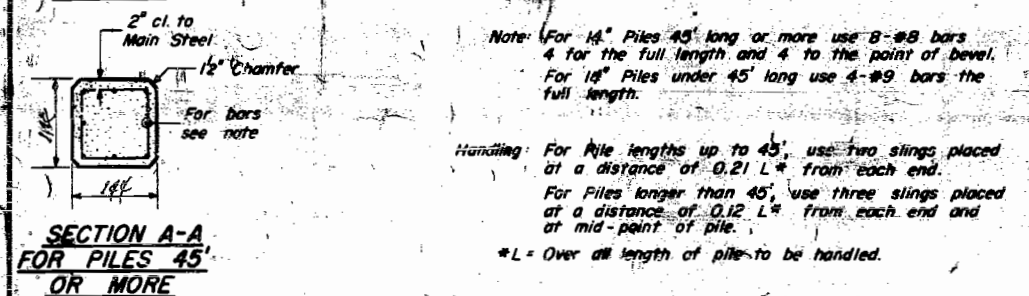 2" cl. to
Main Steel
1½" Chamfer
For bars
see note
14"
SECTION A-A
FOR PILES 45'
OR MORE
Note: For 14" Piles 45' long or more use 8-#8 bars
4 for the full length and 4 to the point of bevel.
For 14" Piles under 45' long use 4-#9 bars the
full length.
Handling: For Pile lengths up to 45', use two slings placed
at a distance of 0.21 L* from each end.
For Piles longer than 45', use three slings placed
at a distance of 0.12 L* from each end and
at mid-point of pile.
*L = Over all length of pile to be handled.